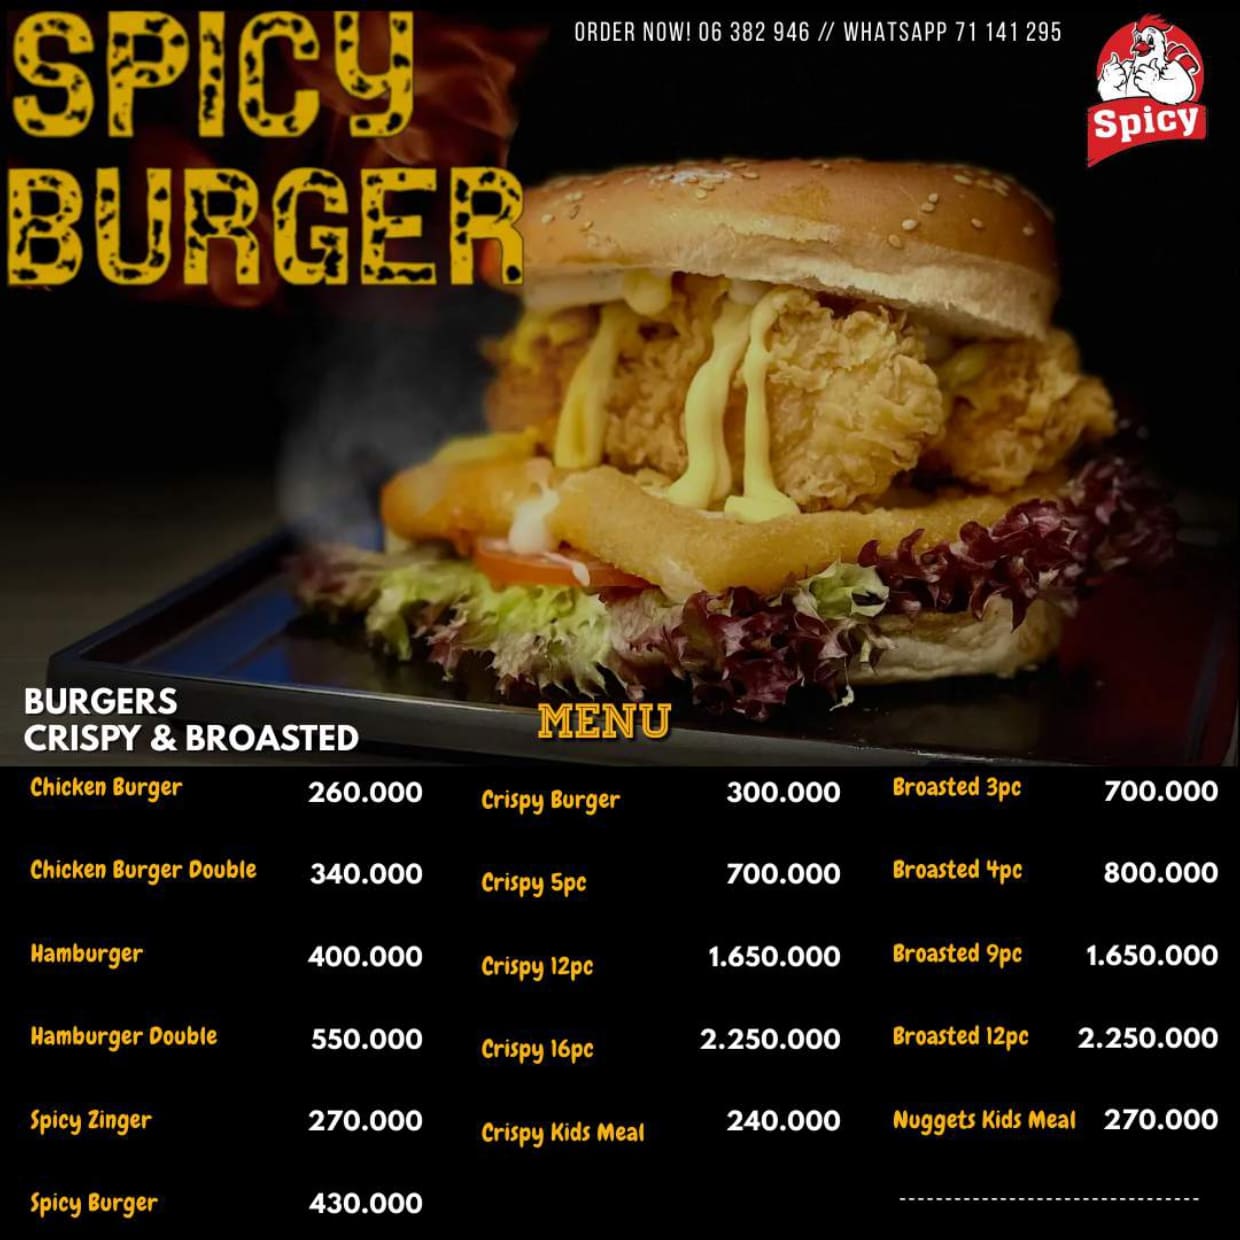 SPICY
BURGER
ORDER NOW! 06 382 946 // WHATSAPP 71 141 295
Spicy
BURGERS
CRISPY & BROASTED
MENU
Chicken Burger 260.000
Chicken Burger Double 340.000
Hamburger 400.000
Hamburger Double 550.000
Spicy Zinger 270.000
Spicy Burger 430.000
Crispy Burger 300.000
Crispy 5pc 700.000
Crispy 12pc 1.650.000
Crispy 16pc 2.250.000
Crispy Kids Meal 240.000
Broasted 3pc 700.000
Broasted 4pc 800.000
Broasted 9pc 1.650.000
Broasted 12pc 2.250.000
Nuggets Kids Meal 270.000